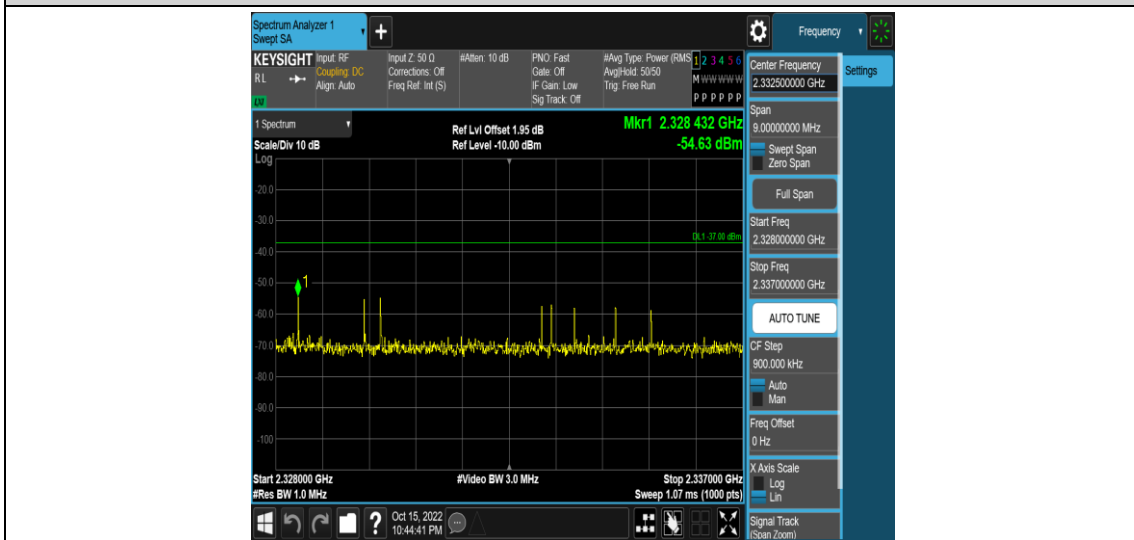 Spectrum Analyzer 1
Swept SA
+
Frequency
KEYSIGHT
RL
LXI
Input: RF
Coupling: DC
Align: Auto
Input Z: 50 Ω
Corrections: Off
Freq Ref: Int (S)
#Atten: 10 dB
PNO: Fast
Gate: Off
IF Gain: Low
Sig Track: Off
#Avg Type: Power (RMS
Avg|Hold: 50/50
Trig: Free Run
1 2 3 4 5 6
M W W W W W
P P P P P P
Center Frequency
2.332500000 GHz
Settings
Span
9.00000000 MHz
Swept Span
Zero Span
Full Span
Start Freq
2.328000000 GHz
Stop Freq
2.337000000 GHz
AUTO TUNE
CF Step
900.000 kHz
Auto
Man
Freq Offset
0 Hz
X Axis Scale
Log
Lin
Signal Track
(Span Zoom)
1 Spectrum
Scale/Div 10 dB
Ref Lvl Offset 1.95 dB
Ref Level -10.00 dBm
Mkr1 2.328 432 GHz
-54.63 dBm
Log
-20.0
-30.0
DL1 -37.00 dBm
-40.0
-50.0
1
-60.0
-70.0
-80.0
-90.0
-100
Start 2.328000 GHz
#Video BW 3.0 MHz
Stop 2.337000 GHz
#Res BW 1.0 MHz
Sweep 1.07 ms (1000 pts)
?
Oct 15, 2022
10:44:41 PM